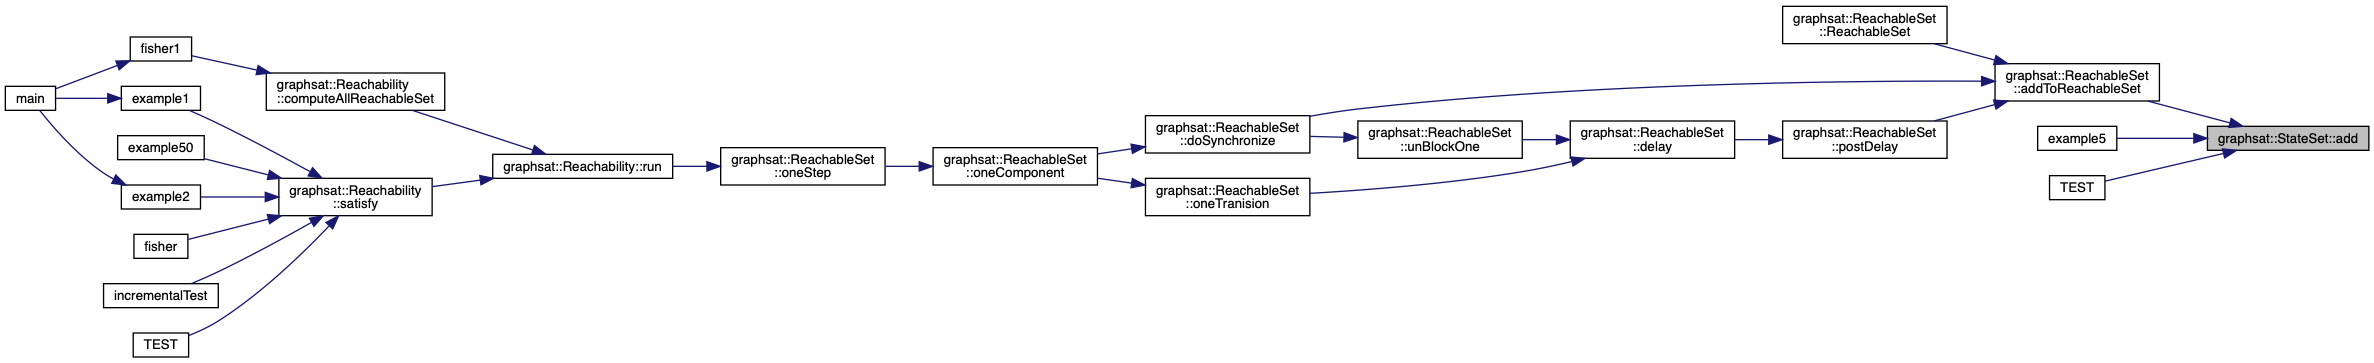 main
fisher1
example1
example50
example2
fisher
incrementalTest
TEST
graphsat::Reachability
::computeAllReachableSet
graphsat::Reachability
::satisfy
graphsat::Reachability::run
graphsat::ReachableSet
::oneStep
graphsat::ReachableSet
::oneComponent
graphsat::ReachableSet
::doSynchronize
graphsat::ReachableSet
::oneTranision
graphsat::ReachableSet
::unBlockOne
graphsat::ReachableSet
::delay
graphsat::ReachableSet
::ReachableSet
graphsat::ReachableSet
::postDelay
graphsat::ReachableSet
::addToReachableSet
example5
TEST
graphsat::StateSet::add